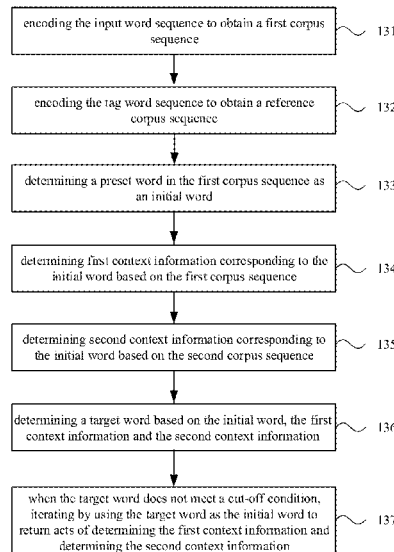 encoding the input word sequence to obtain a first corpus
sequence
131
encoding the tag word sequence to obtain a reference
corpus sequence
132
determining a preset word in the first corpus sequence as
an initial word
133
determining first context information corresponding to the
initial word based on the first corpus sequence
134
determining second context information corresponding to
the initial word based on the second corpus sequence
135
determining a target word based on the initial word, the first
context information and the second context information
136
when the target word does not meet a cut-off condition,
iterating by using the target word as the initial word to
return acts of determining the first context information and
determining the second context information
137